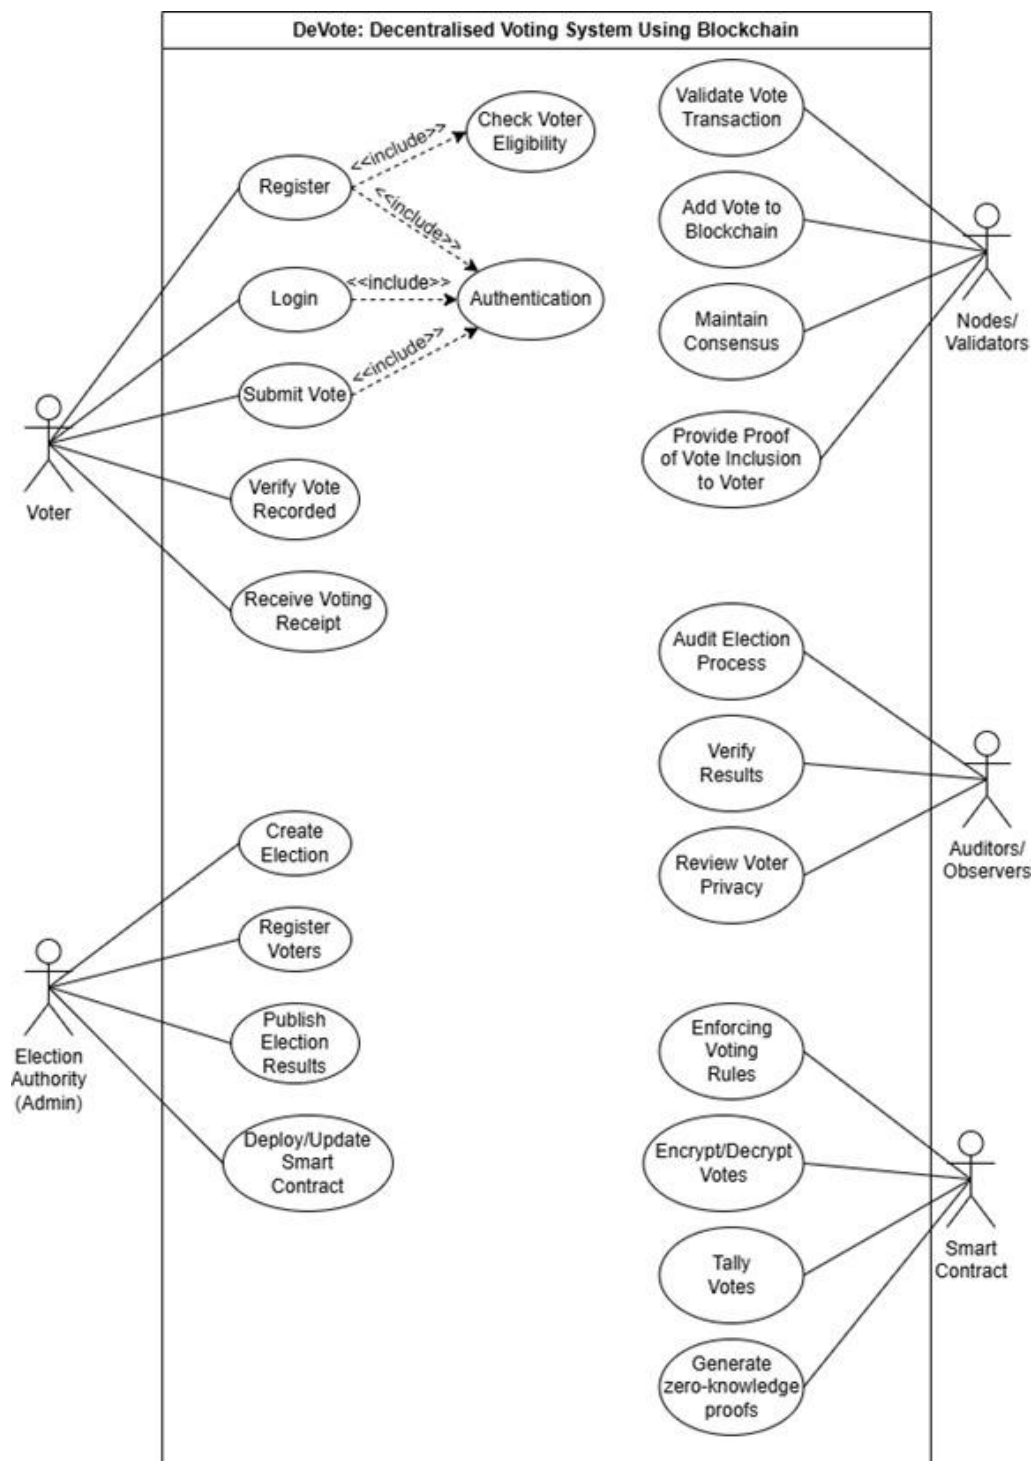 DeVote: Decentralised Voting System Using Blockchain
Check Voter
Eligibility
<<include>>
Register
<<include>>
Login
<<include>>
Authentication
<<include>>
Submit Vote
Verify Vote
Recorded
Receive Voting
Receipt
Voter
Validate Vote
Transaction
Add Vote to
Blockchain
Maintain
Consensus
Provide Proof
of Vote Inclusion
to Voter
Nodes/
Validators
Audit Election
Process
Verify
Results
Review Voter
Privacy
Auditors/
Observers
Create
Election
Register
Voters
Publish
Election
Results
Deploy/Update
Smart
Contract
Election
Authority
(Admin)
Enforcing
Voting
Rules
Encrypt/Decrypt
Votes
Tally
Votes
Generate
zero-knowledge
proofs
Smart
Contract